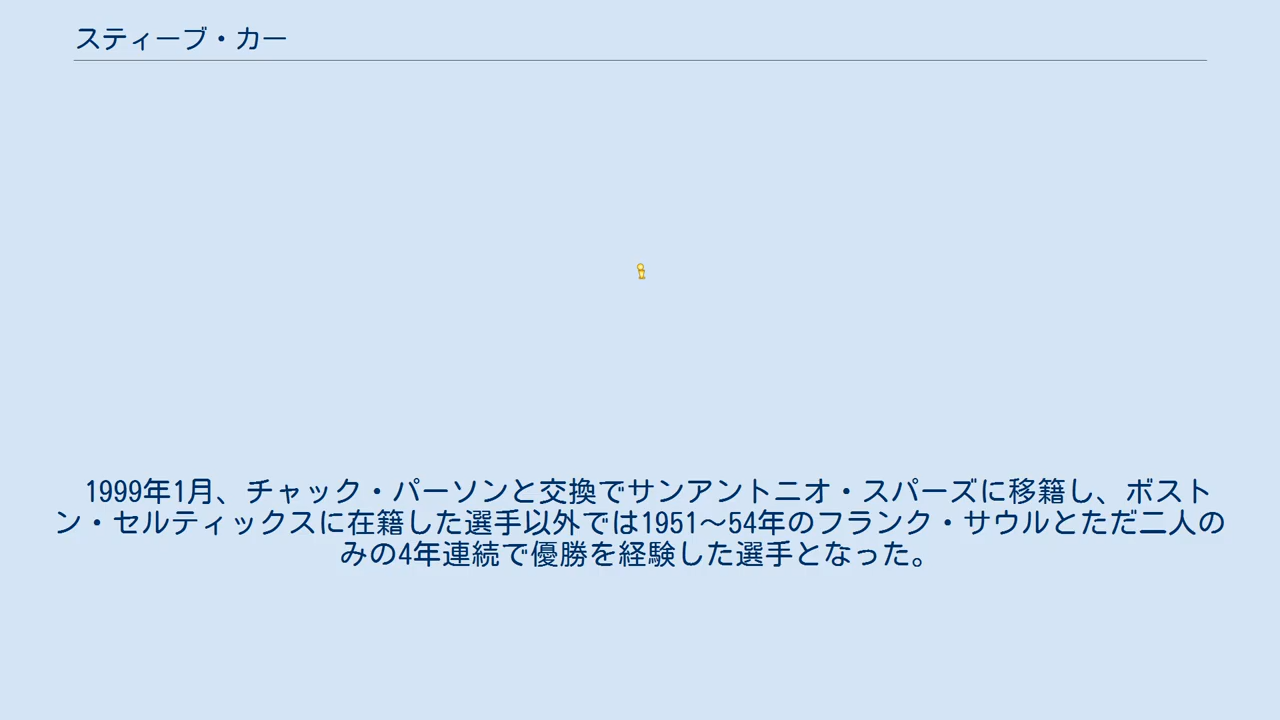 スティーブ・カー
1999年1月、チャック・パーソンと交換でサンアントニオ・スパーズに移籍し、ボスト
ン・セルティックスに在籍した選手以外では1951〜54年のフランク・サウルとただ二人の
みの4年連続で優勝を経験した選手となった。